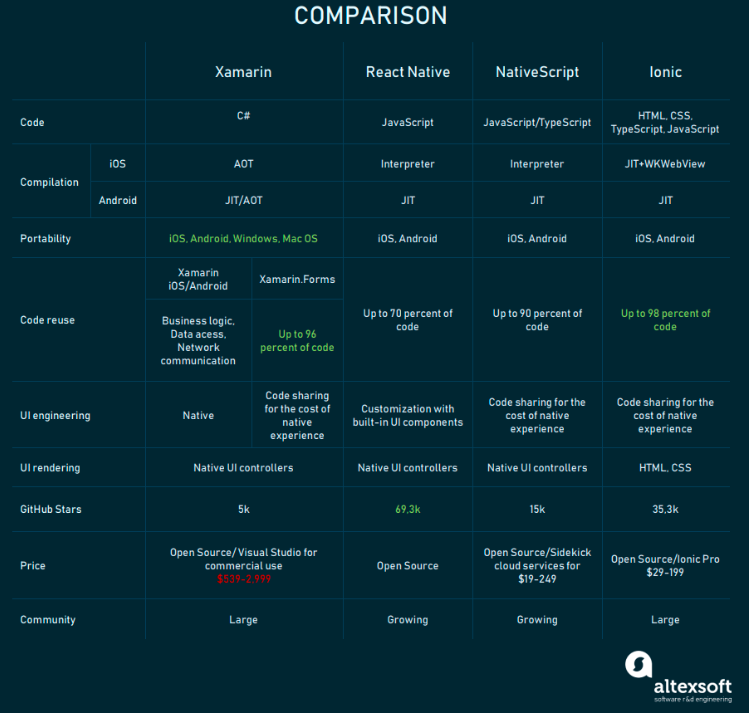 COMPARISON
Xamarin
React Native
NativeScript
Ionic
Code
C#
JavaScript
JavaScript/TypeScript
HTML, CSS,
TypeScript, JavaScript
Compilation
iOS
AOT
Interpreter
Interpreter
JIT+WKWebView
Android
JIT/AOT
JIT
JIT
JIT
Portability
iOS, Android, Windows, Mac OS
iOS, Android
iOS, Android
iOS, Android
Code reuse
Xamarin
iOS/Android
Xamarin.Forms
Business logic,
Data acess,
Network
communication
Up to 96
percent of code
Up to 70 percent of
code
Up to 90 percent of
code
Up to 98 percent of
code
UI engineering
Native
Code sharing
for the cost of
native
experience
Customization with
built-in UI components
Code sharing for the
cost of native
experience
Code sharing for the
cost of native
experience
UI rendering
Native UI controllers
Native UI controllers
Native UI controllers
HTML, CSS
GitHub Stars
5k
69,3k
15k
35,3k
Price
Open Source/ Visual Studio for
commercial use
$539-2,999
Open Source
Open Source/Sidekick
cloud services for
$19-249
Open Source/Ionic Pro
$29-199
Community
Large
Growing
Growing
Large
altexsoft
software r&d engineering